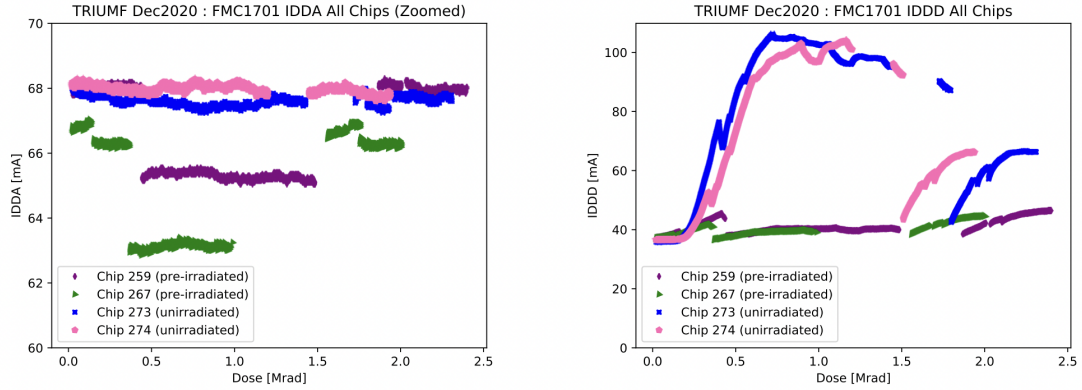 TRIUMF Dec2020 : FMC1701 IDDA All Chips (Zoomed)
70
68
66
64
62
60
IDDA [mA]
Chip 259 (pre-irradiated)
Chip 267 (pre-irradiated)
Chip 273 (unirradiated)
Chip 274 (unirradiated)
0.0 0.5 1.0 1.5 2.0 2.5
Dose [Mrad]
TRIUMF Dec2020 : FMC1701 IDDD All Chips
100
80
60
40
20
0
IDDD [mA]
Chip 259 (pre-irradiated)
Chip 267 (pre-irradiated)
Chip 273 (unirradiated)
Chip 274 (unirradiated)
0.0 0.5 1.0 1.5 2.0 2.5
Dose [Mrad]